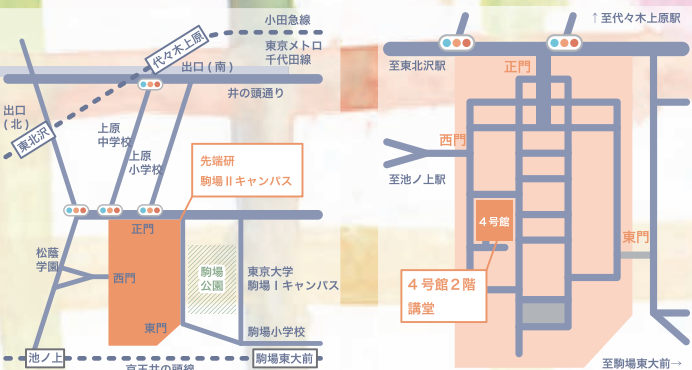 小田急線
代々木上原
東京メトロ
千代田線
出口(南)
井の頭通り
出口
(北)
東北沢
上原
中学校
上原
小学校
先端研
駒場Ⅱキャンパス
正門
松蔭
学園
西門
駒場
公園
東京大学
駒場Ⅰキャンパス
東門
駒場小学校
池ノ上
駒場東大前
京王井の頭線
↑至代々木上原駅
至東北沢駅
正門
西門
至池ノ上駅
4号館
東門
4号館2階
講堂
至駒場東大前→